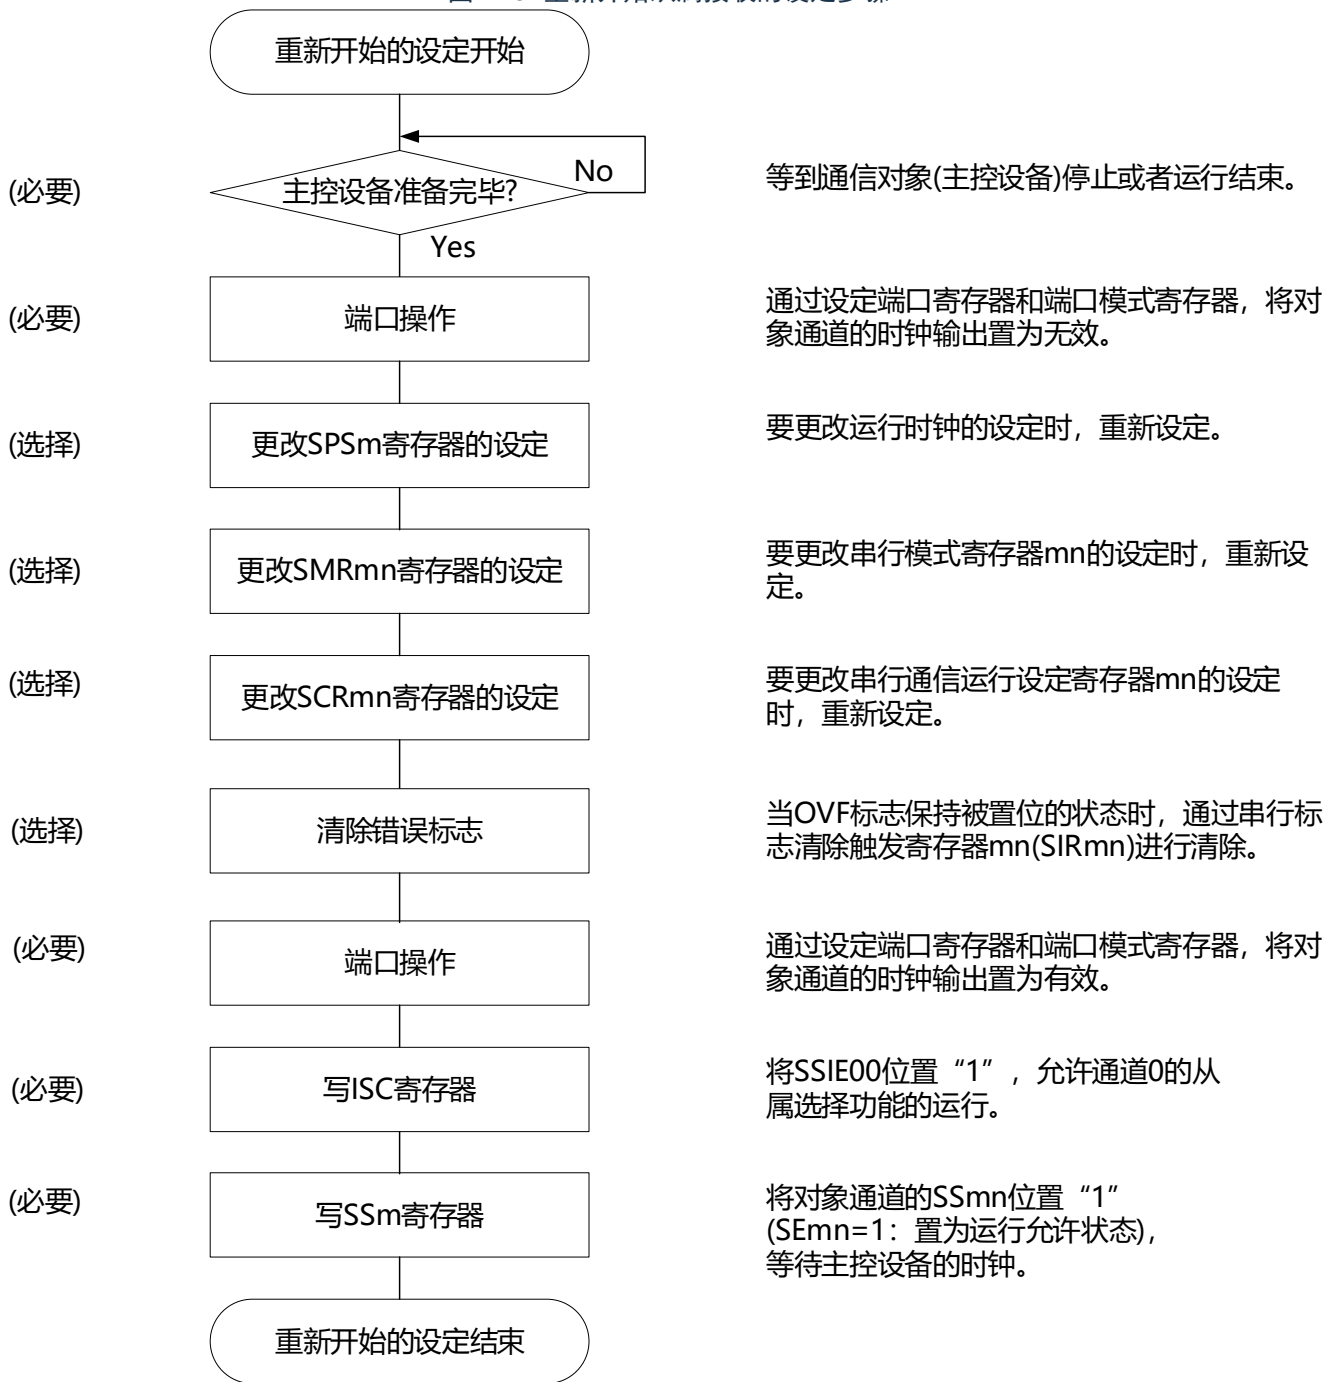 重新开始的设定开始
No
(必要)
主控设备准备完毕?
等到通信对象(主控设备)停止或者运行结束。
Yes
(必要)
端口操作
通过设定端口寄存器和端口模式寄存器，将对
象通道的时钟输出置为无效。
(选择)
更改SPSm寄存器的设定
要更改运行时钟的设定时，重新设定。
(选择)
更改SMRmn寄存器的设定
要更改串行模式寄存器mn的设定时，重新设
定。
(选择)
更改SCRmn寄存器的设定
要更改串行通信运行设定寄存器mn的设定
时，重新设定。
(选择)
清除错误标志
当OVF标志保持被置位的状态时，通过串行标
志清除触发寄存器mn(SIRmn)进行清除。
(必要)
端口操作
通过设定端口寄存器和端口模式寄存器，将对
象通道的时钟输出置为有效。
(必要)
写ISC寄存器
将SSIE00位置“1”，允许通道0的从
属选择功能的运行。
(必要)
写SSm寄存器
将对象通道的SSmn位置“1”
(SEmn=1：置为运行允许状态)，
等待主控设备的时钟。
重新开始的设定结束